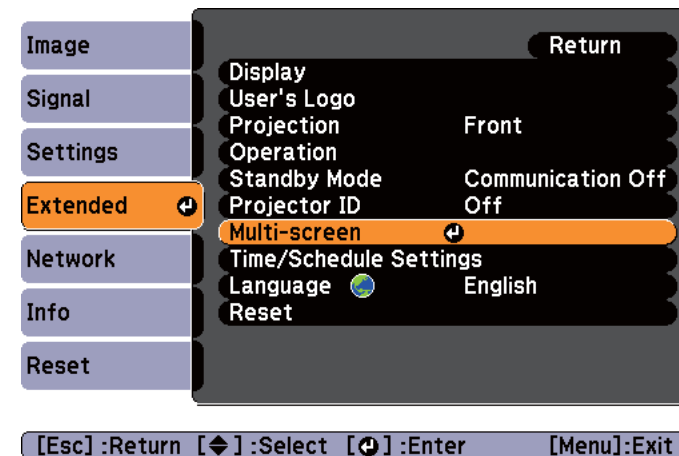 Image
Signal
Settings
Extended
Network
Info
Reset
Return
Display
User's Logo
Projection Front
Operation
Standby Mode Communication Off
Projector ID Off
Multi-screen
Time/Schedule Settings
Language English
Reset
[Esc] :Return [◆] :Select [↵] :Enter [Menu]:Exit